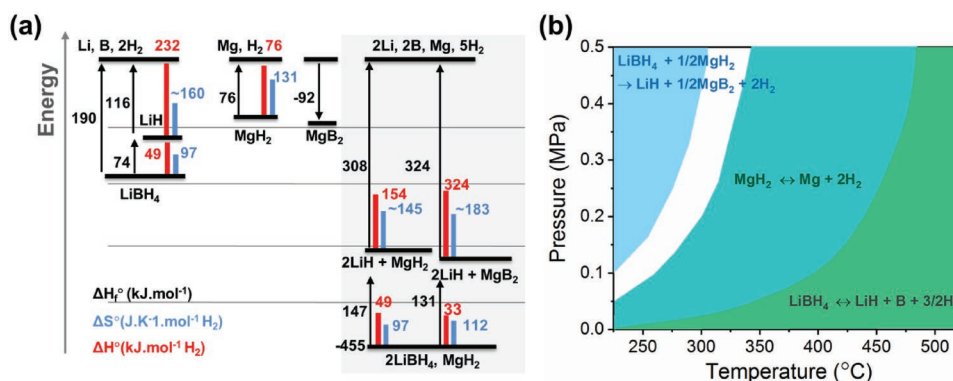 (a)
Energy
Li, B, 2H2 232
Mg, H2 76
2Li, 2B, Mg, 5H2
190
116
~160
LiH
74
49
97
LiBH4
76
131
MgH2
-92
MgB2
308
324
154
~145
324
~183
2LiH + MgH2
2LiH + MgB2
147
49
97
131
33
112
-455
2LiBH4, MgH2
ΔHf° (kJ.mol-1)
ΔS°(J.K-1.mol-1 H2)
ΔH°(kJ.mol-1 H2)
(b)
Pressure (MPa)
0.5
0.4
0.3
0.2
0.1
0.0
LiBH4 + 1/2MgH2
→ LiH + 1/2MgB2 + 2H2
MgH2 ↔ Mg + 2H2
LiBH4 ↔ LiH + B + 3/2H
250 300 350 400 450 500
Temperature (°C)